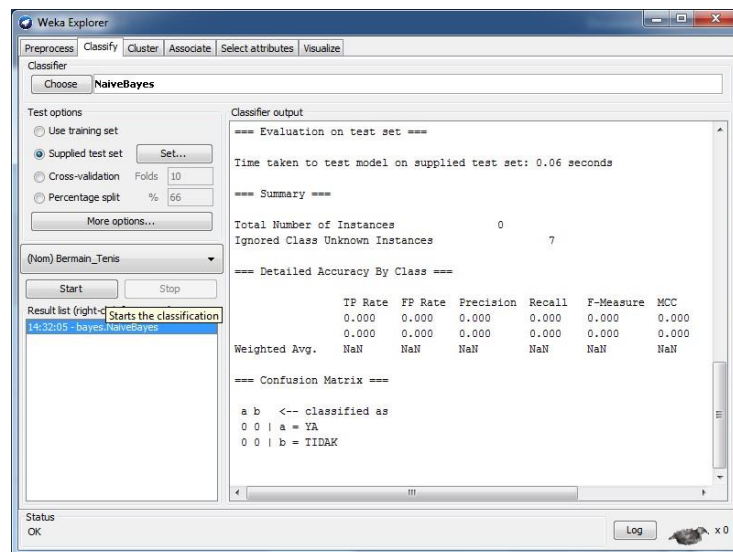 Weka Explorer
Preprocess Classify Cluster Associate Select attributes Visualize
Classifier
Choose NaiveBayes
Test options
Use training set
Supplied test set Set...
Cross-validation Folds 10
Percentage split % 66
More options...
(Nom) Bermain_Tenis
Start Stop
Result list (right-c
Starts the classification
14:32:05 - bayes.NaiveBayes
Classifier output
=== Evaluation on test set ===
Time taken to test model on supplied test set: 0.06 seconds
=== Summary ===
Total Number of Instances 0
Ignored Class Unknown Instances 7
=== Detailed Accuracy By Class ===
TP Rate FP Rate Precision Recall F-Measure MCC
0.000 0.000 0.000 0.000 0.000 0.000
0.000 0.000 0.000 0.000 0.000 0.000
Weighted Avg. NaN NaN NaN NaN NaN NaN
=== Confusion Matrix ===
a b <-- classified as
0 0 | a = YA
0 0 | b = TIDAK
Status
OK
Log
x 0